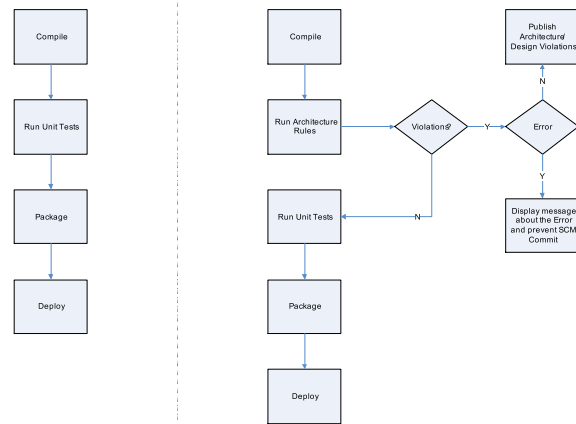 Compile
Run Unit Tests
Package
Deploy
Compile
Run Architecture
Rules
Violations?
Y
Error
N
Publish
Architecture/
Design Violations
Y
Display message
about the Error
and prevent SCM
Commit
N
Run Unit Tests
Package
Deploy